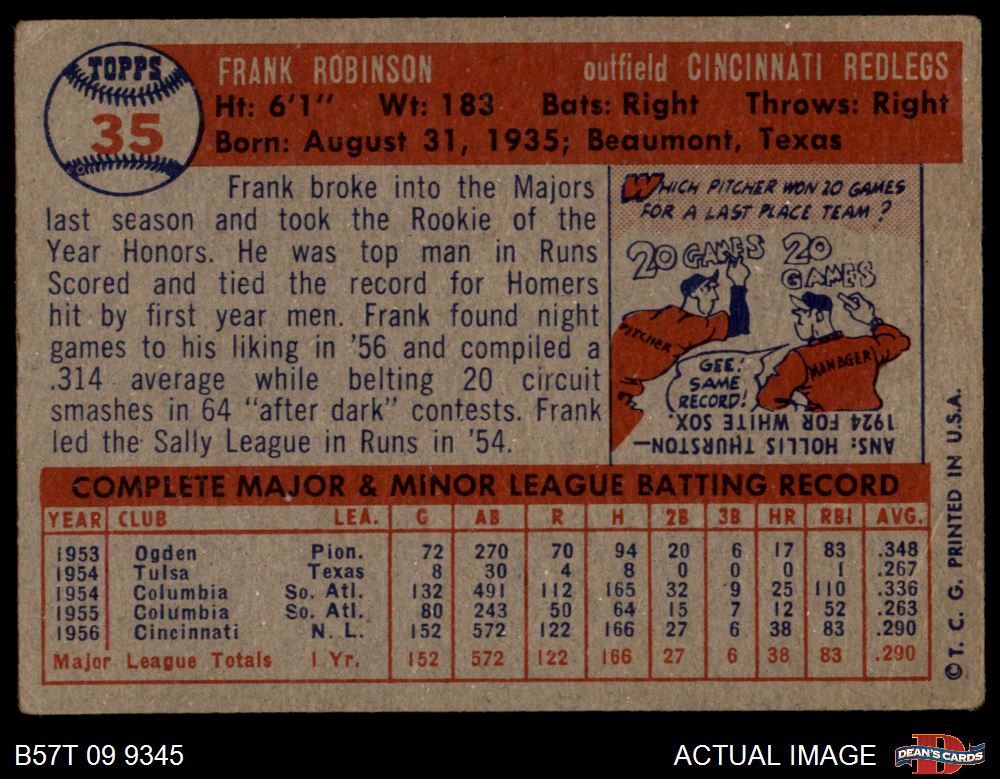 TOPPS
35
FRANK ROBINSON outfield CINCINNATI REDLEGS
Ht: 6'1" Wt: 183 Bats: Right Throws: Right
Born: August 31, 1935; Beaumont, Texas
Frank broke into the Majors
last season and took the Rookie of the
Year Honors. He was top man in Runs
Scored and tied the record for Homers
hit by first year men. Frank found night
games to his liking in '56 and compiled a
.314 average while belting 20 circuit
smashes in 64 "after dark" contests. Frank
led the Sally League in Runs in '54.
WHICH PITCHER WON 20 GAMES
FOR A LAST PLACE TEAM?
20 GAMES
20
GAMES
PITCHER
MANAGER
GEE!
SAME
RECORD!
ANS: HOLLIS THURSTON—
1924 FOR WHITE SOX.
COMPLETE MAJOR & MINOR LEAGUE BATTING RECORD
YEAR CLUB LEA. G AB R H 2B 3B HR RBI AVG.
1953 Ogden Pion. 72 270 70 94 20 6 17 83 .348
1954 Tulsa Texas 8 30 4 8 0 0 0 1 .267
1954 Columbia So. Atl. 132 491 112 165 32 9 25 110 .336
1955 Columbia So. Atl. 80 243 50 64 15 7 12 52 .263
1956 Cincinnati N. L. 152 572 122 166 27 6 38 83 .290
Major League Totals 1 Yr. 152 572 122 166 27 6 38 83 .290
© T. C. G. PRINTED IN U.S.A.
B57T 09 9345
ACTUAL IMAGE
DEAN'S CARDS